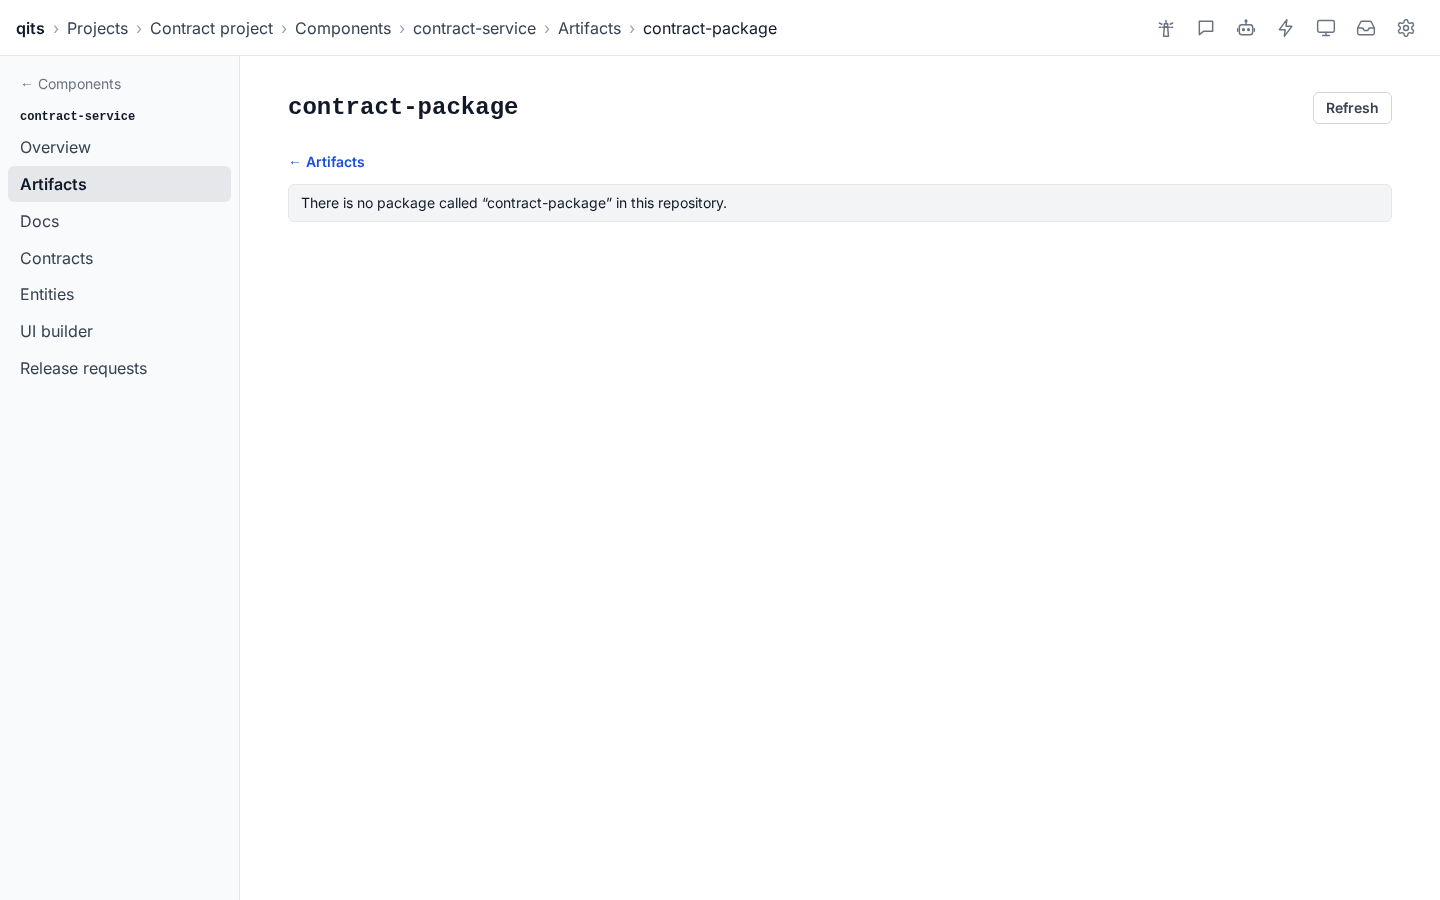 qits › Projects › Contract project › Components › contract-service › Artifacts › contract-package
← Components
contract-service
Overview
Artifacts
Docs
Contracts
Entities
UI builder
Release requests
contract-package
Refresh
← Artifacts
There is no package called “contract-package” in this repository.